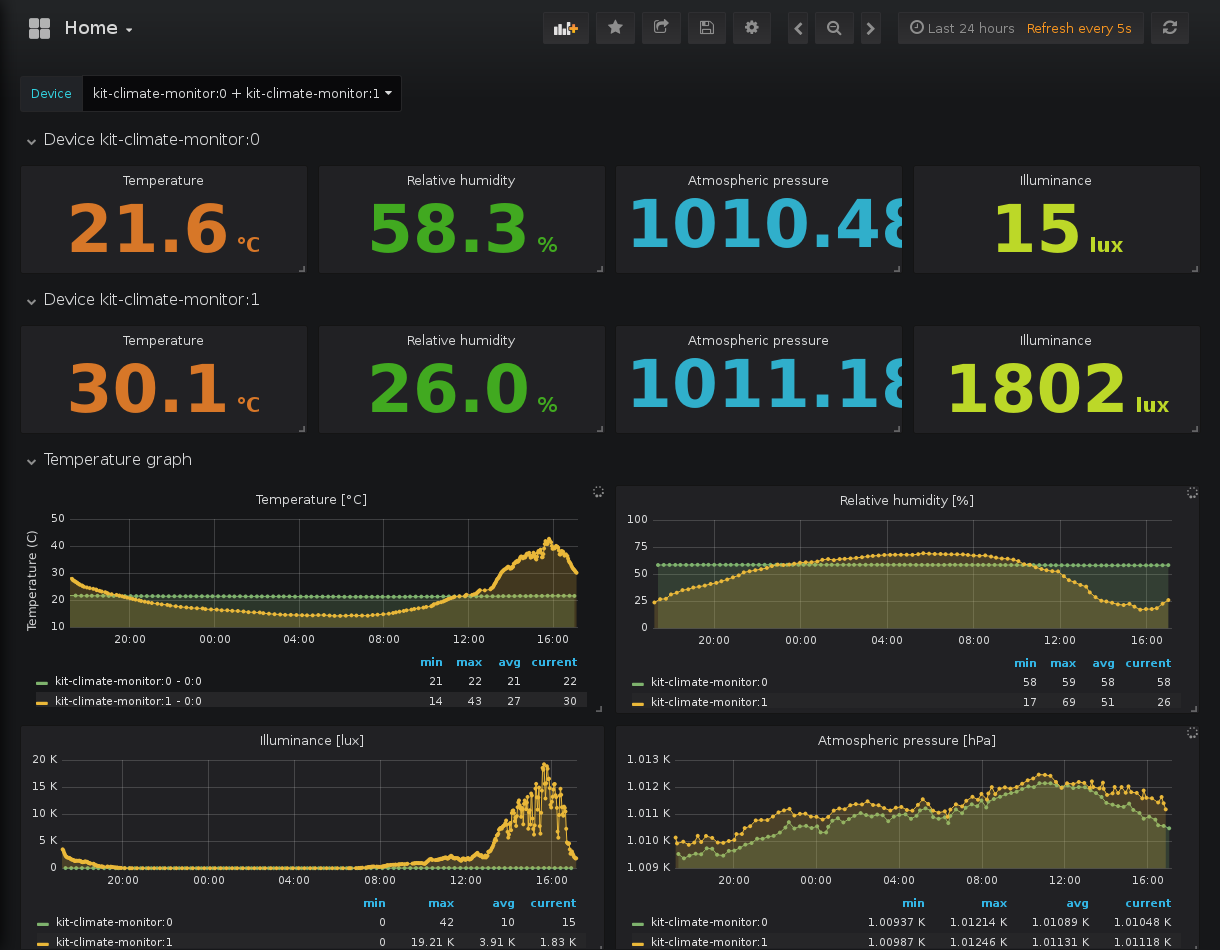 Home
Last 24 hours Refresh every 5s
Device kit-climate-monitor:0 + kit-climate-monitor:1
Device kit-climate-monitor:0
Temperature Relative humidity Atmospheric pressure Illuminance
21.6 °C 58.3 % 1010.48 15 lux
Device kit-climate-monitor:1
Temperature Relative humidity Atmospheric pressure Illuminance
30.1 °C 26.0 % 1011.18 1802 lux
Temperature graph
Temperature [°C]
Temperature (C)
50
40
30
20
10
20:00 00:00 04:00 08:00 12:00 16:00
min max avg current
kit-climate-monitor:0 - 0:0 21 22 21 22
kit-climate-monitor:1 - 0:0 14 43 27 30
Relative humidity [%]
100
75
50
25
0
20:00 00:00 04:00 08:00 12:00 16:00
min max avg current
kit-climate-monitor:0 58 59 58 58
kit-climate-monitor:1 17 69 51 26
Illuminance [lux]
20 K
15 K
10 K
5 K
0
20:00 00:00 04:00 08:00 12:00 16:00
min max avg current
kit-climate-monitor:0 0 42 10 15
kit-climate-monitor:1 0 19.21 K 3.91 K 1.83 K
Atmospheric pressure [hPa]
1.013 K
1.012 K
1.011 K
1.010 K
1.009 K
20:00 00:00 04:00 08:00 12:00 16:00
min max avg current
kit-climate-monitor:0 1.00937 K 1.01214 K 1.01089 K 1.01048 K
kit-climate-monitor:1 1.00987 K 1.01246 K 1.01131 K 1.01118 K